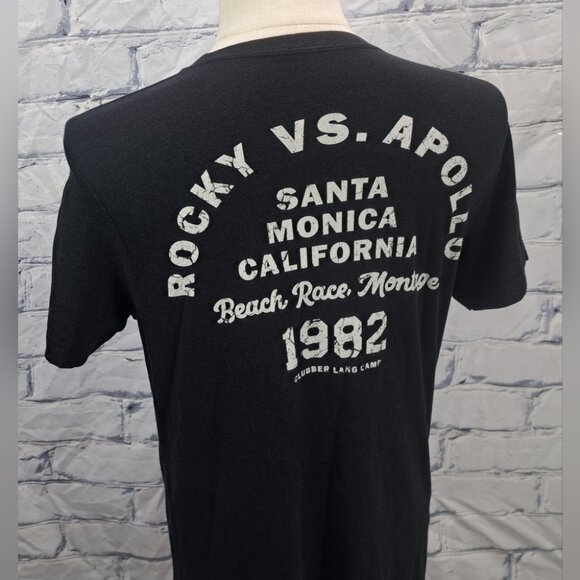 ROCKY VS. APOLLO
SANTA
MONICA
CALIFORNIA
Beach Race, Montage
1982
CLUBBER LANG CAMP